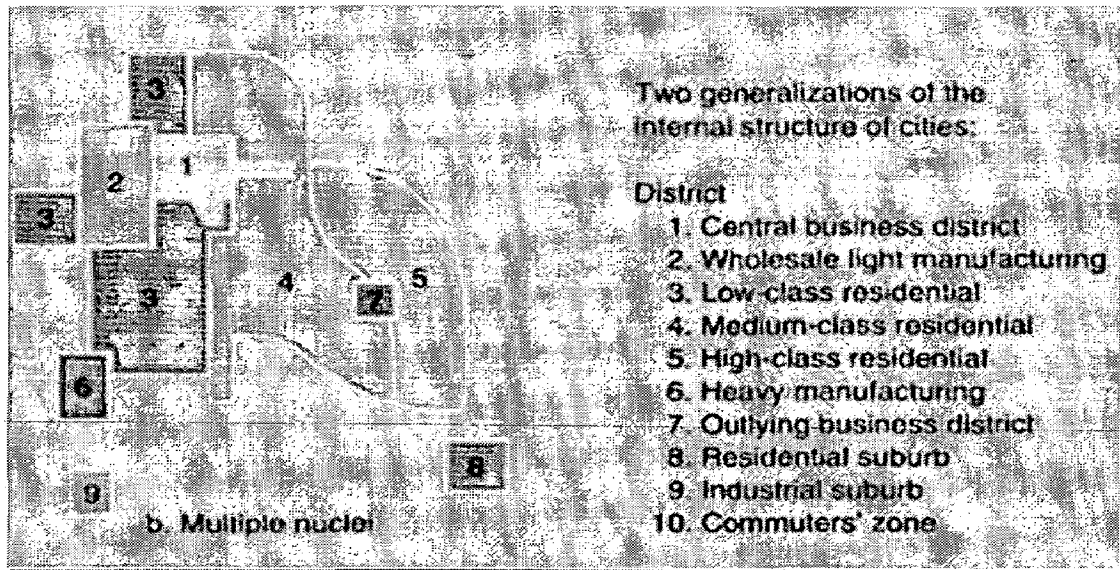 3
1
2
3
3
4
5
7
6
8
9
b. Multiple nuclei
Two generalizations of the
internal structure of cities:
District
1. Central business district
2. Wholesale light manufacturing
3. Low-class residential
4. Medium-class residential
5. High-class residential
6. Heavy manufacturing
7. Outlying business district
8. Residential suburb
9. Industrial suburb
10. Commuters' zone